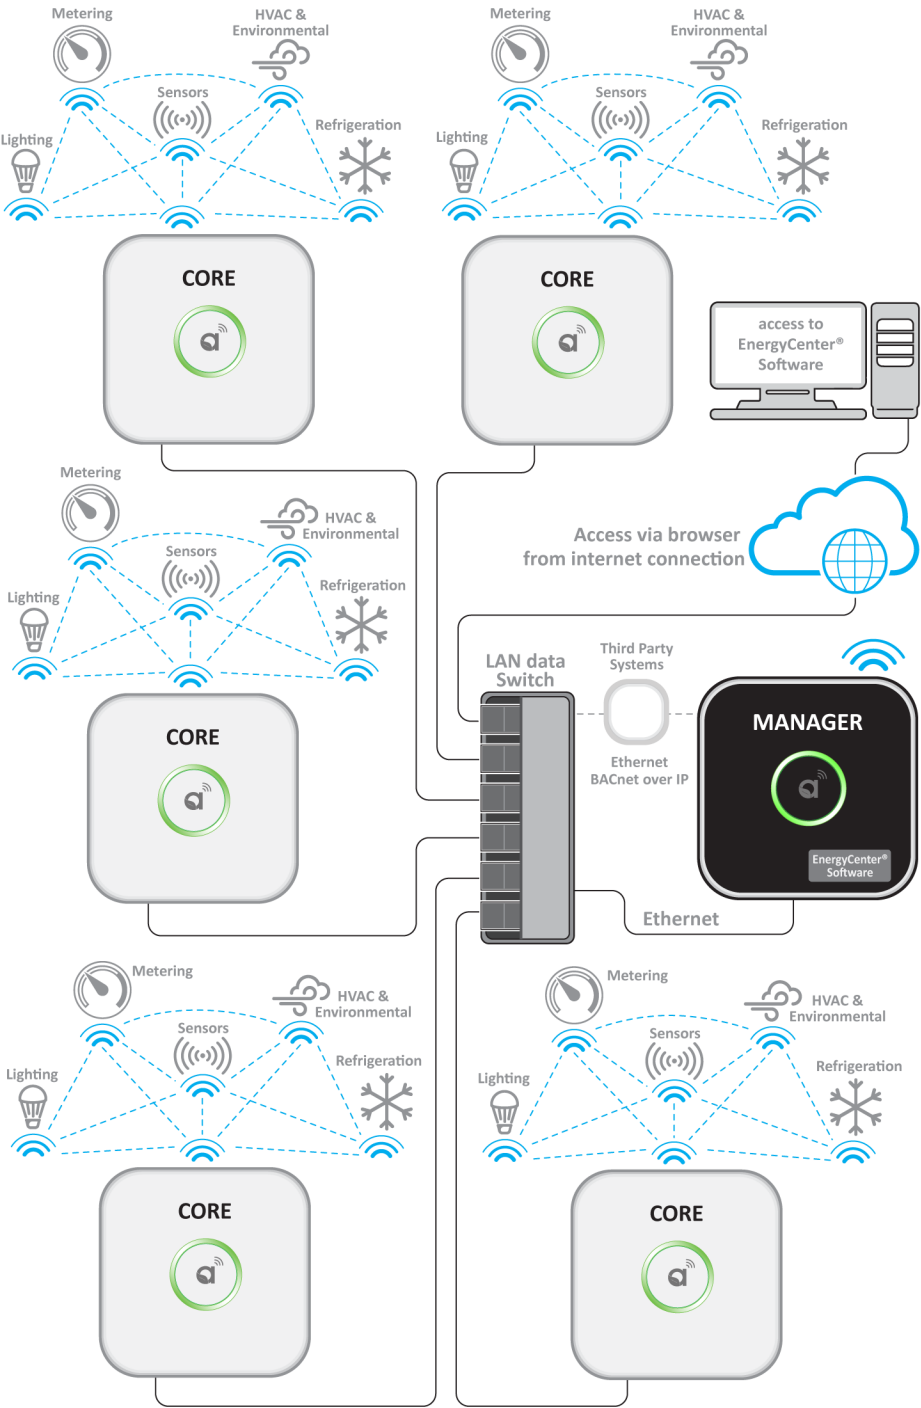 Metering
HVAC &
Environmental
Sensors
Lighting
Refrigeration
CORE
a
Metering
HVAC &
Environmental
Sensors
Lighting
Refrigeration
CORE
a
access to
EnergyCenter®
Software
Access via browser
from internet connection
Metering
HVAC &
Environmental
Sensors
Lighting
Refrigeration
CORE
a
LAN data
Switch
Third Party
Systems
Ethernet
BACnet over IP
MANAGER
a
EnergyCenter®
Software
Ethernet
Metering
HVAC &
Environmental
Sensors
Lighting
Refrigeration
CORE
a
Metering
HVAC &
Environmental
Sensors
Lighting
Refrigeration
CORE
a